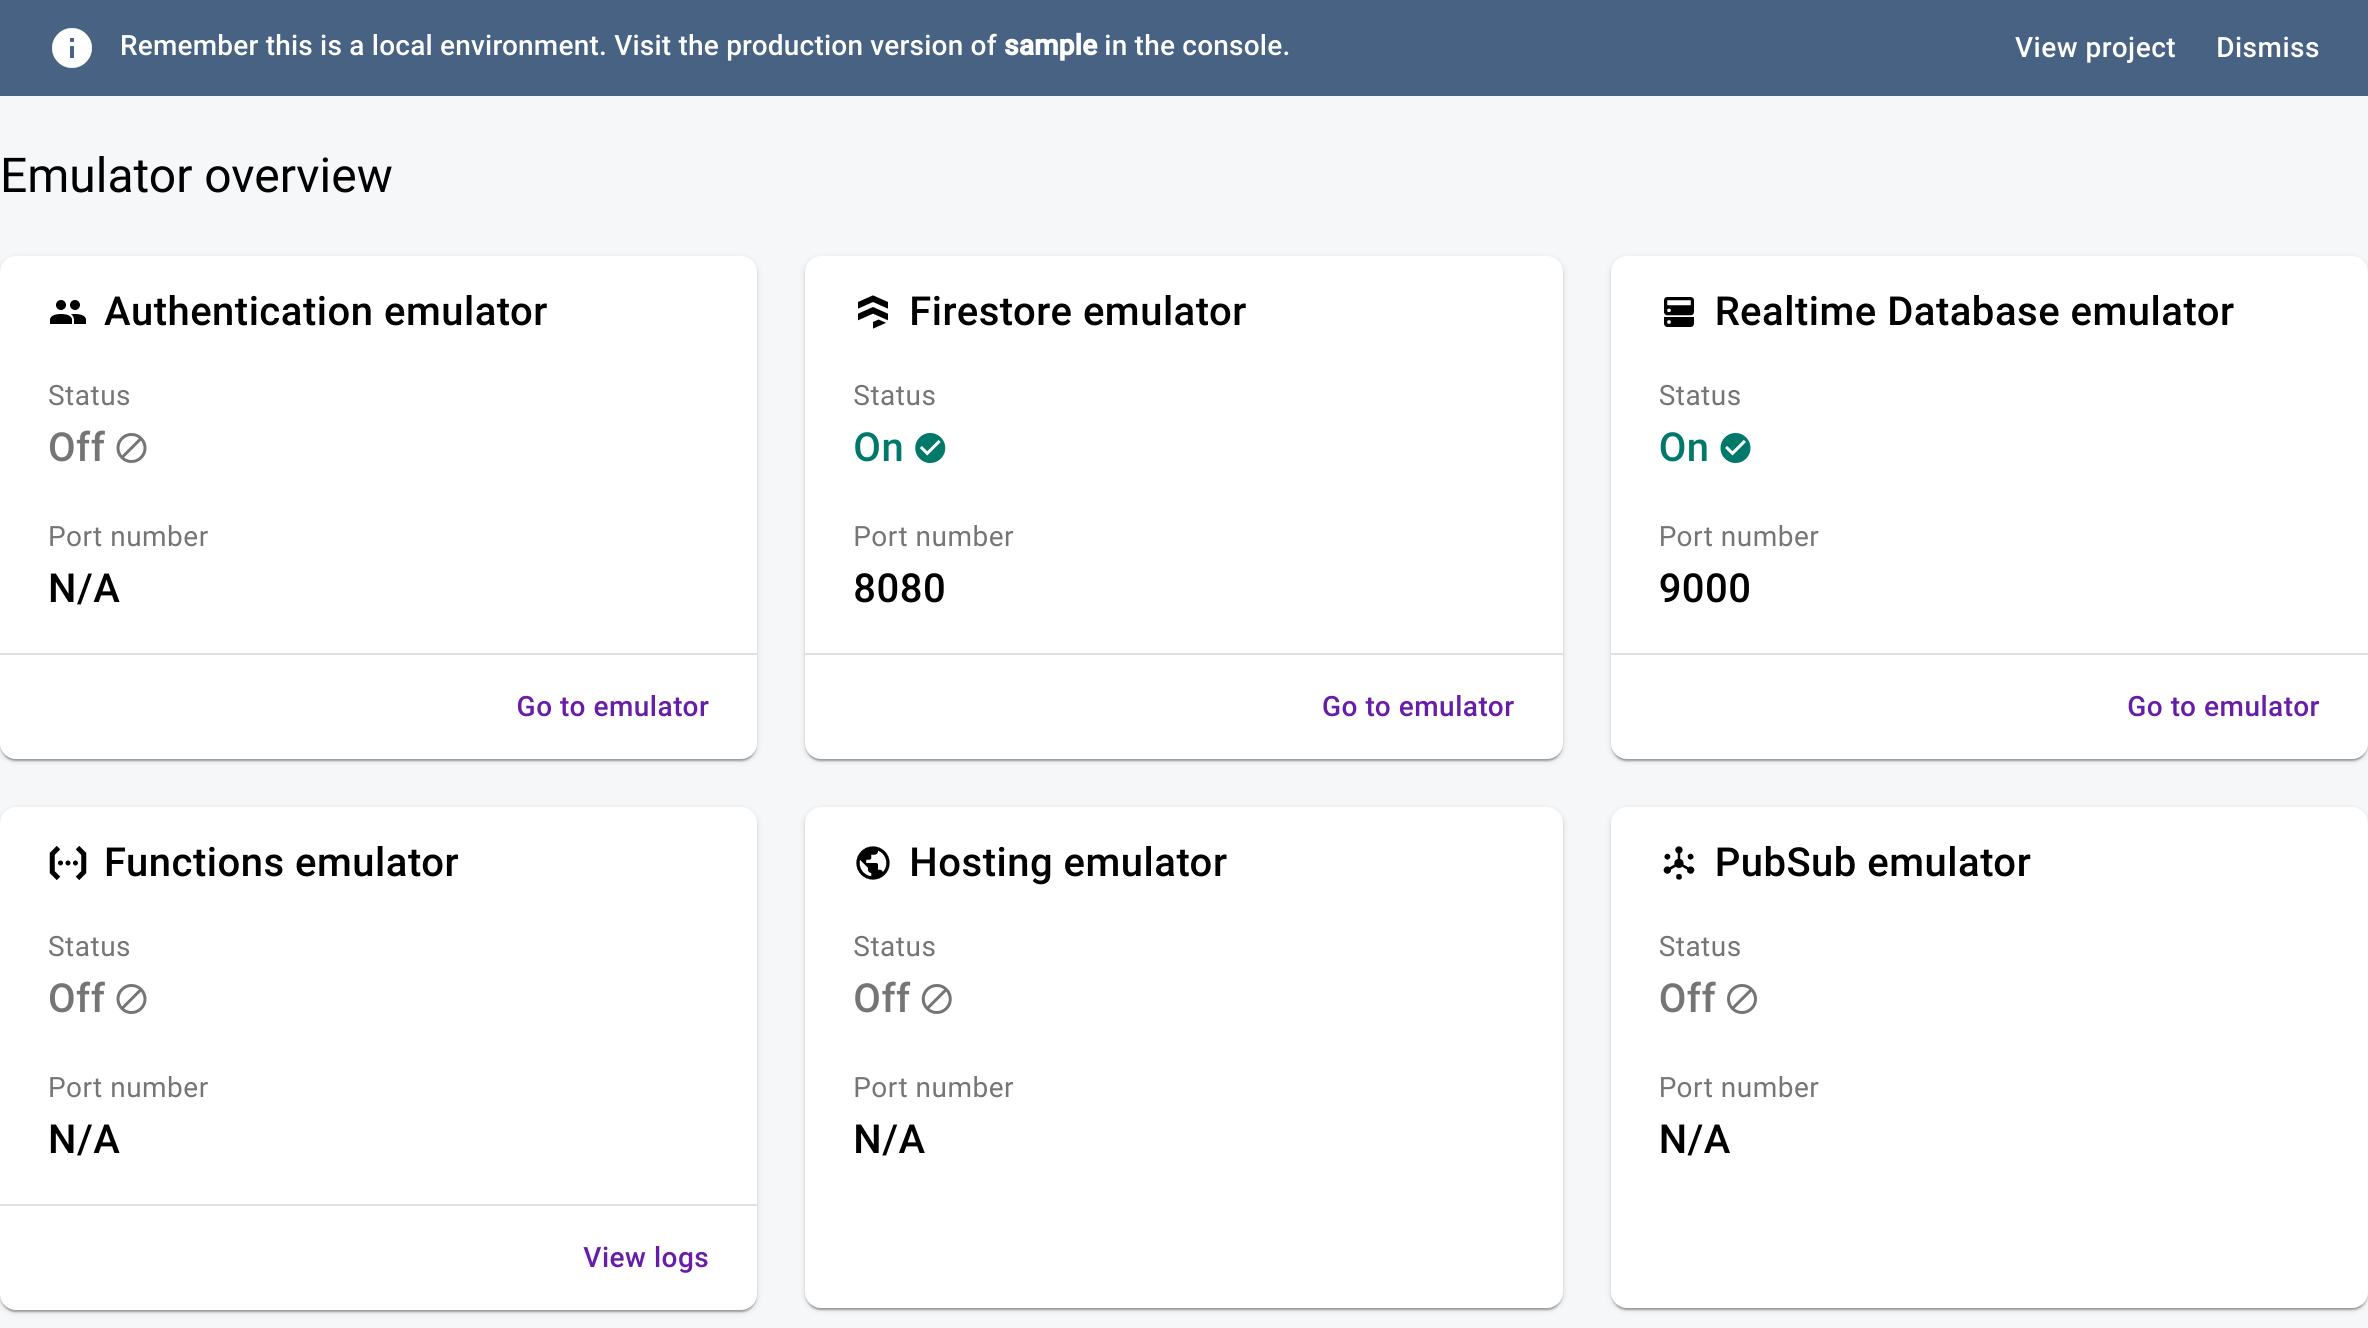 Remember this is a local environment. Visit the production version of sample in the console.
View project
Dismiss
Emulator overview
Authentication emulator
Status
Off
Port number
N/A
Go to emulator
Firestore emulator
Status
On
Port number
8080
Go to emulator
Realtime Database emulator
Status
On
Port number
9000
Go to emulator
Functions emulator
Status
Off
Port number
N/A
View logs
Hosting emulator
Status
Off
Port number
N/A
PubSub emulator
Status
Off
Port number
N/A